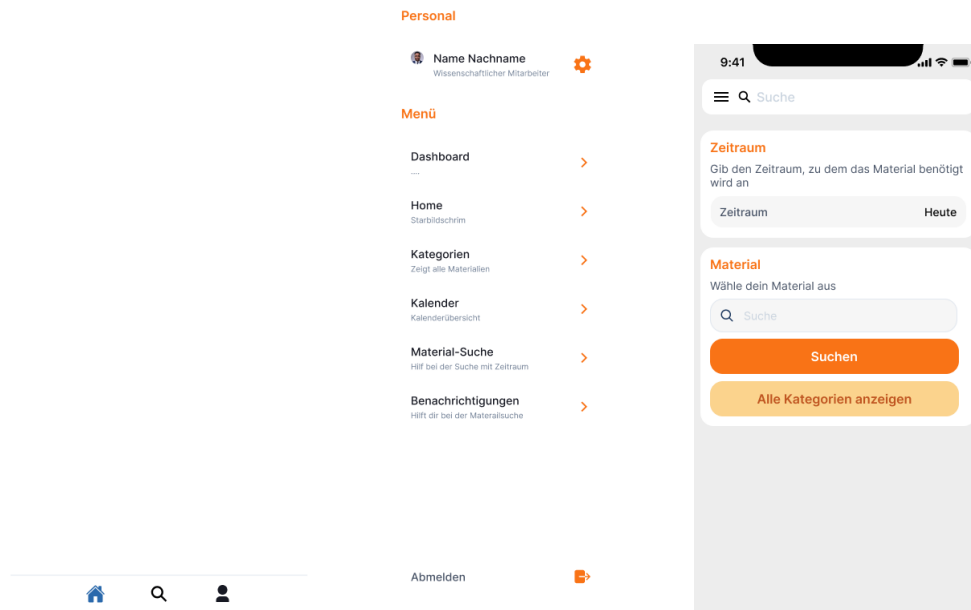 Personal
Name Nachname
Wissenschaftlicher Mitarbeiter
Menü
Dashboard
....
Home
Starbildschrim
Kategorien
Zeigt alle Materialien
Kalender
Kalenderübersicht
Material-Suche
Hilf bei der Suche mit Zeitraum
Benachrichtigungen
Hilft dir bei der Materailsuche
Abmelden
9:41
Suche
Zeitraum
Gib den Zeitraum, zu dem das Material benötigt
wird an
Zeitraum Heute
Material
Wähle dein Material aus
Suche
Suchen
Alle Kategorien anzeigen